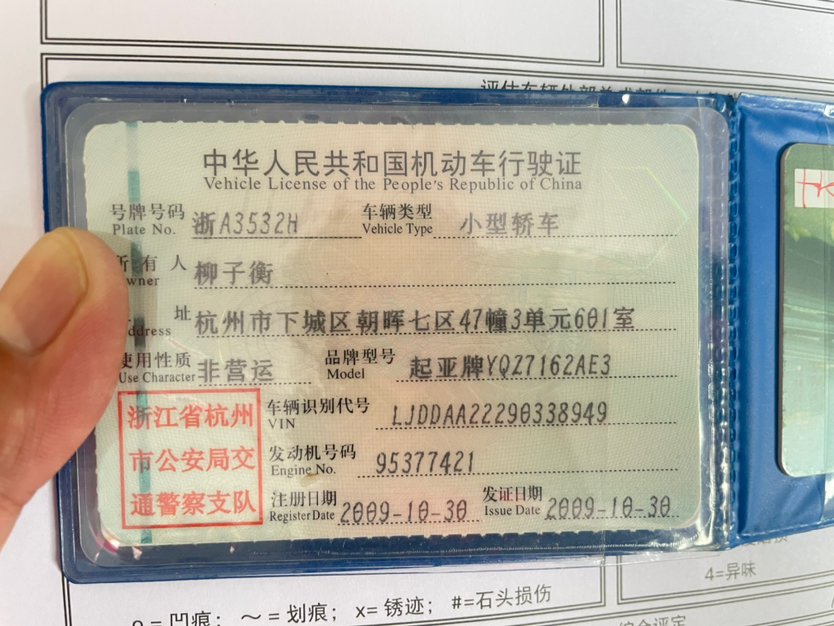 中华人民共和国机动车行驶证
Vehicle License of the People's Republic of China
号牌号码 浙A3532H 车辆类型 小型轿车
Plate No. Vehicle Type
所有人 柳子衡
wner
址 杭州市下城区朝晖七区47幢3单元601室
ddress
使用性质 非营运 品牌型号 起亚牌YQZ7162AE3
Use Character Model
浙江省杭州
市公安局交
通警察支队
车辆识别代号 LJDDAA22290338949
VIN
发动机号码 95377421
Engine No.
注册日期 2009-10-30 发证日期 2009-10-30
Register Date Issue Date
4=异味
o = 凹痕; ～ = 划痕; x= 锈迹; #=石头损伤
综合评定